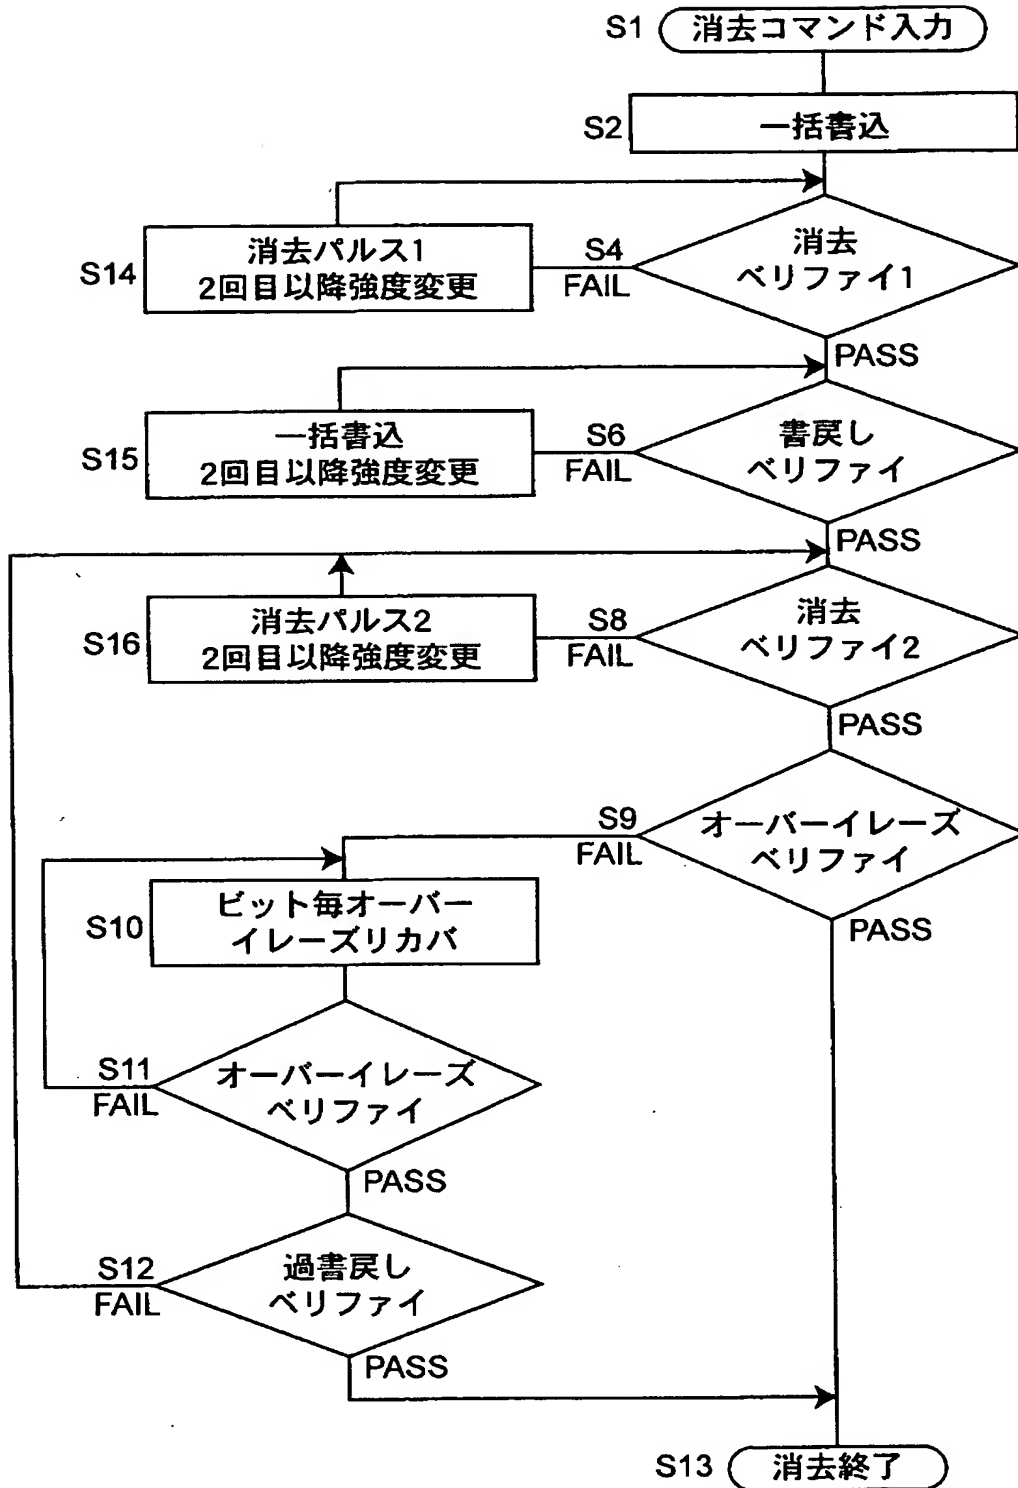 S1 消去コマンド入力
S2 一括書込
S14 消去パルス1
2回目以降強度変更
S4
FAIL
消去
ベリファイ1
PASS
S15 一括書込
2回目以降強度変更
S6
FAIL
書戻し
ベリファイ
PASS
S16 消去パルス2
2回目以降強度変更
S8
FAIL
消去
ベリファイ2
PASS
S9
FAIL
オーバーイレーズ
ベリファイ
PASS
S10 ビット毎オーバー
イレーズリカバ
S11
FAIL
オーバーイレーズ
ベリファイ
PASS
S12
FAIL
過書戻し
ベリファイ
PASS
S13 消去終了